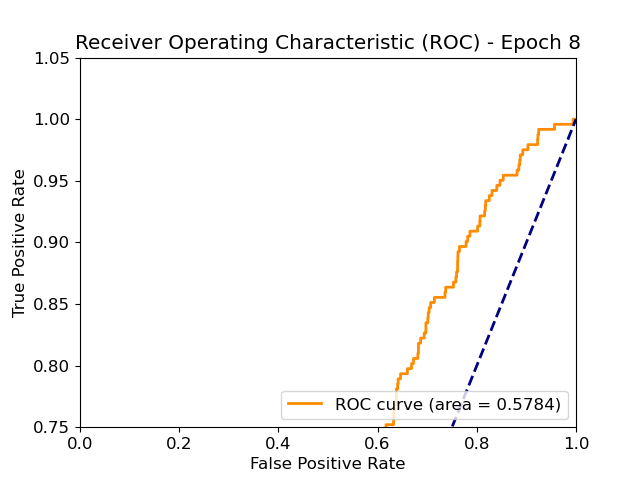 Receiver Operating Characteristic (ROC) - Epoch 8
1.05
1.00
0.95
0.90
0.85
0.80
0.75
True Positive Rate
ROC curve (area = 0.5784)
0.0 0.2 0.4 0.6 0.8 1.0
False Positive Rate